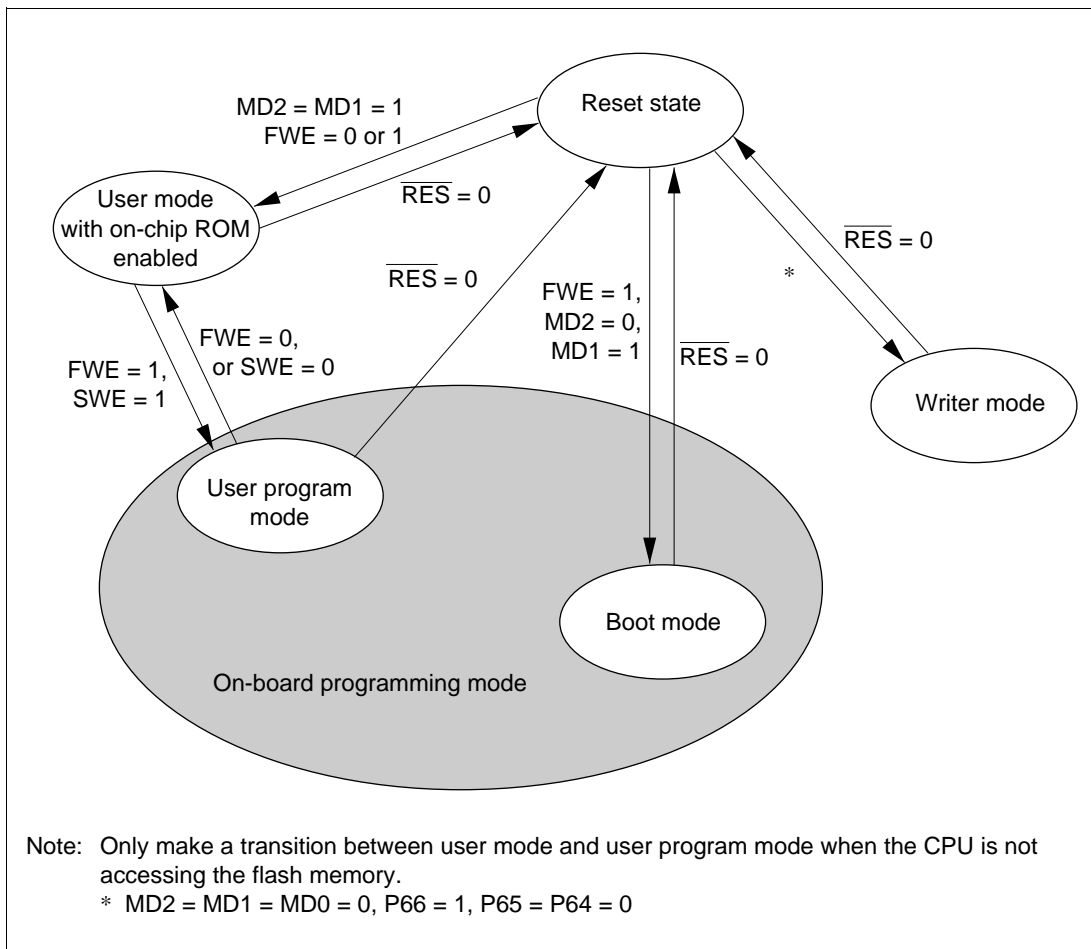 Reset state
MD2 = MD1 = 1
FWE = 0 or 1
RES = 0
User mode
with on-chip ROM
enabled
RES = 0
RES = 0
*
FWE = 1,
MD2 = 0,
MD1 = 1
RES = 0
FWE = 0,
or SWE = 0
FWE = 1,
SWE = 1
Writer mode
User program
mode
Boot mode
On-board programming mode
Note: Only make a transition between user mode and user program mode when the CPU is not
accessing the flash memory.
* MD2 = MD1 = MD0 = 0, P66 = 1, P65 = P64 = 0